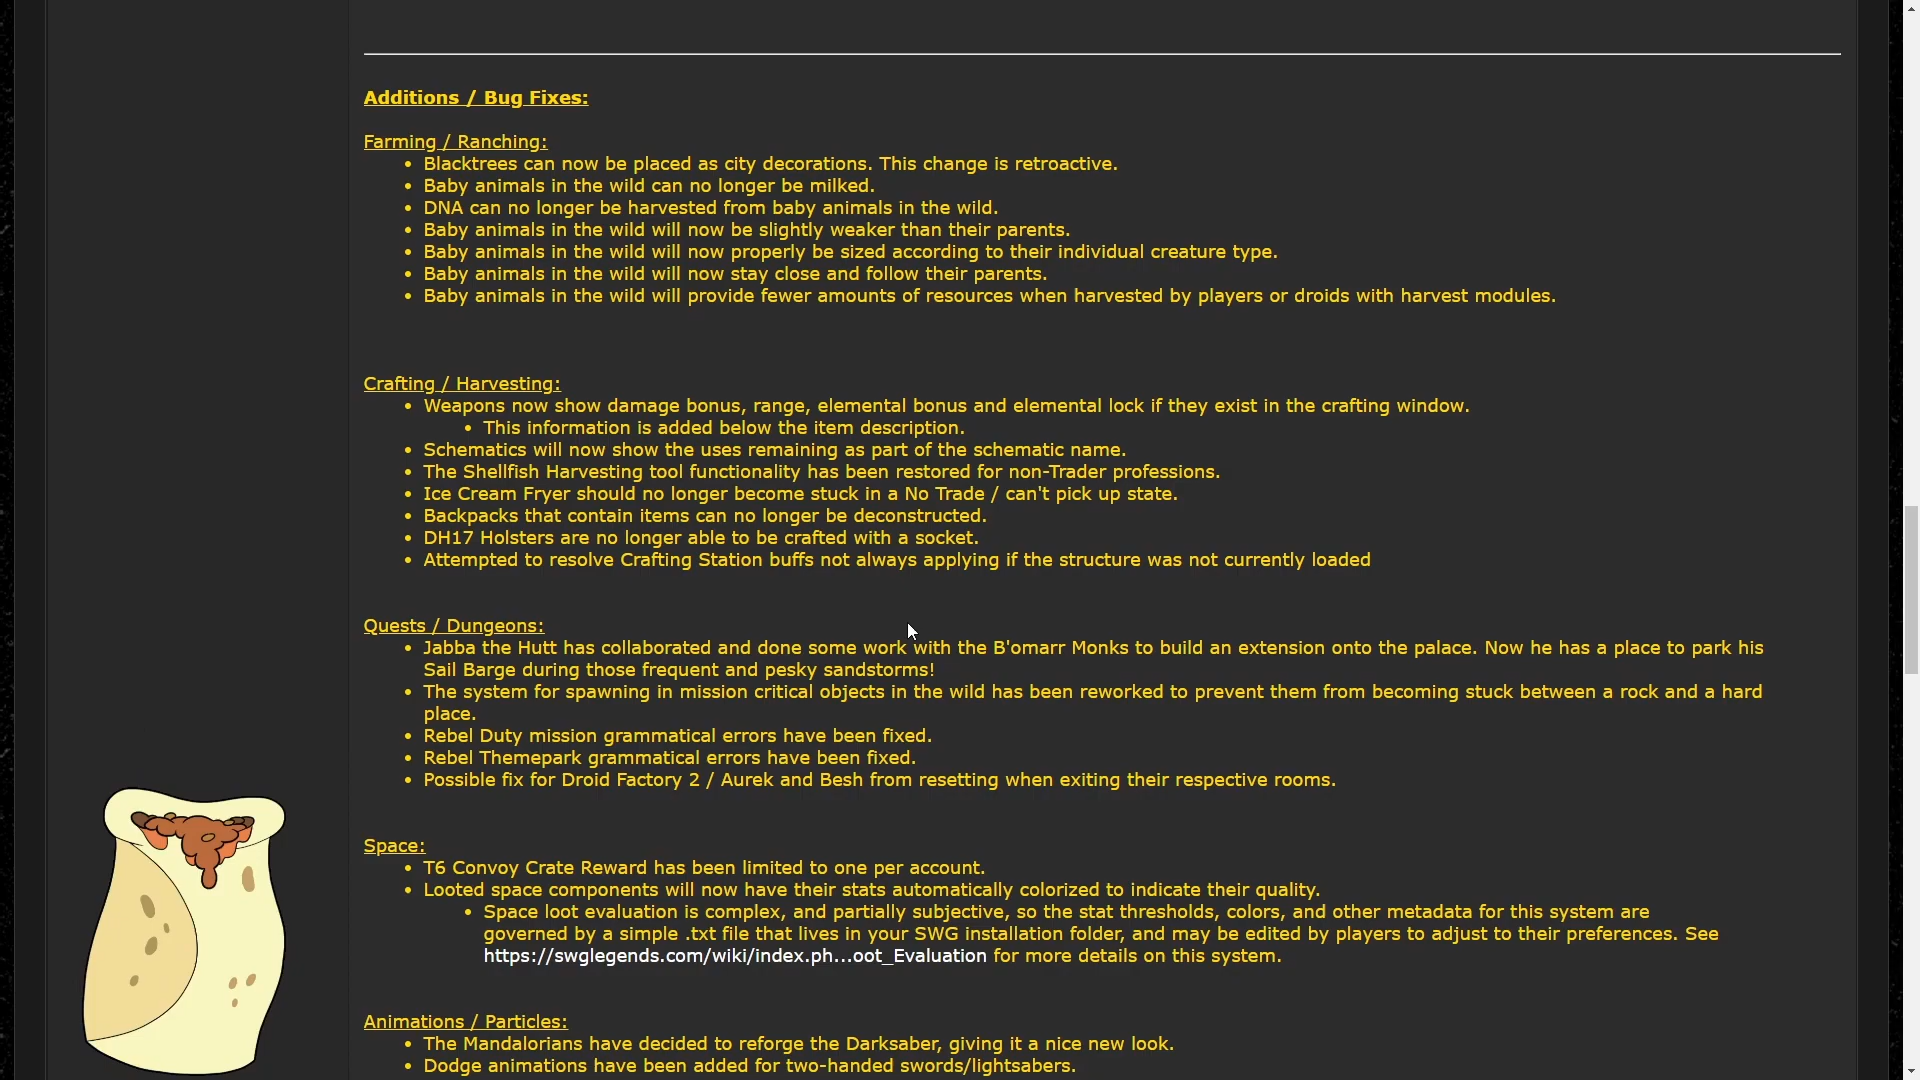 Additions / Bug Fixes:
Farming / Ranching:
• Blacktrees can now be placed as city decorations. This change is retroactive.
• Baby animals in the wild can no longer be milked.
• DNA can no longer be harvested from baby animals in the wild.
• Baby animals in the wild will now be slightly weaker than their parents.
• Baby animals in the wild will now properly be sized according to their individual creature type.
• Baby animals in the wild will now stay close and follow their parents.
• Baby animals in the wild will provide fewer amounts of resources when harvested by players or droids with harvest modules.
Crafting / Harvesting:
• Weapons now show damage bonus, range, elemental bonus and elemental lock if they exist in the crafting window.
• This information is added below the item description.
• Schematics will now show the uses remaining as part of the schematic name.
• The Shellfish Harvesting tool functionality has been restored for non-Trader professions.
• Ice Cream Fryer should no longer become stuck in a No Trade / can't pick up state.
• Backpacks that contain items can no longer be deconstructed.
• DH17 Holsters are no longer able to be crafted with a socket.
• Attempted to resolve Crafting Station buffs not always applying if the structure was not currently loaded
Quests / Dungeons:
• Jabba the Hutt has collaborated and done some work with the B'omarr Monks to build an extension onto the palace. Now he has a place to park his
Sail Barge during those frequent and pesky sandstorms!
• The system for spawning in mission critical objects in the wild has been reworked to prevent them from becoming stuck between a rock and a hard
place.
• Rebel Duty mission grammatical errors have been fixed.
• Rebel Themepark grammatical errors have been fixed.
• Possible fix for Droid Factory 2 / Aurek and Besh from resetting when exiting their respective rooms.
Space:
• T6 Convoy Crate Reward has been limited to one per account.
• Looted space components will now have their stats automatically colorized to indicate their quality.
• Space loot evaluation is complex, and partially subjective, so the stat thresholds, colors, and other metadata for this system are
governed by a simple .txt file that lives in your SWG installation folder, and may be edited by players to adjust to their preferences. See
https://swglegends.com/wiki/index.ph...oot_Evaluation for more details on this system.
Animations / Particles:
• The Mandalorians have decided to reforge the Darksaber, giving it a nice new look.
• Dodge animations have been added for two-handed swords/lightsabers.